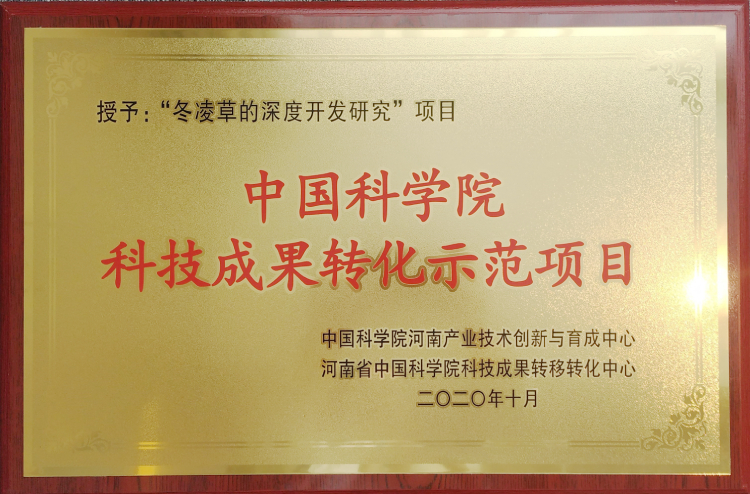 授予：“冬凌草的深度开发研究”项目
中国科学院
科技成果转化示范项目
中国科学院河南产业技术创新与育成中心
河南省中国科学院科技成果转移转化中心
二〇二〇年十月